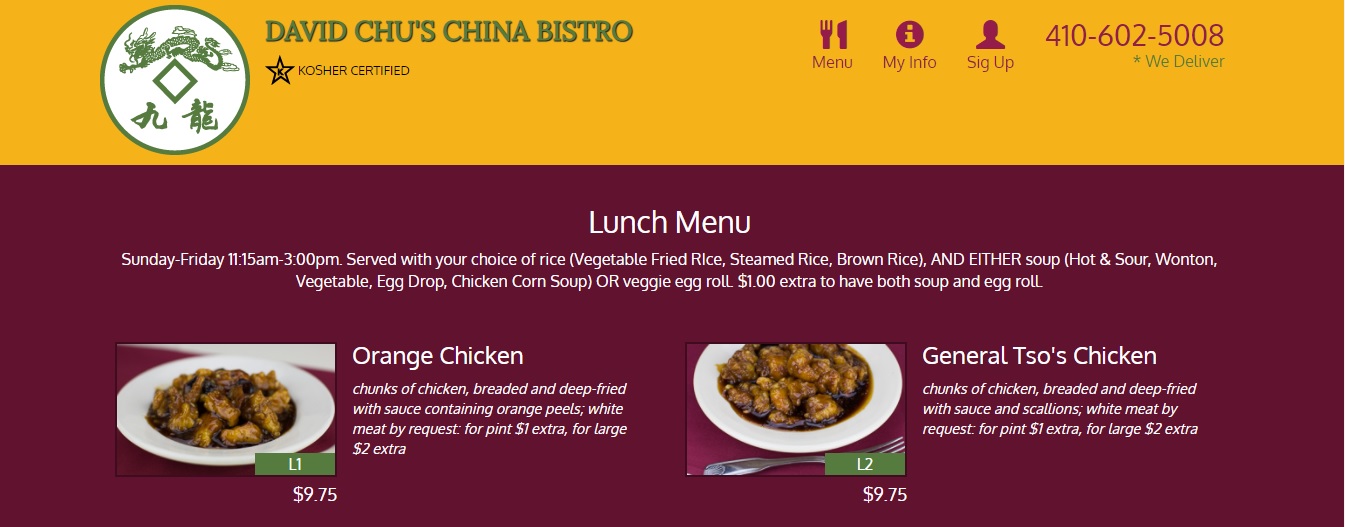 DAVID CHU'S CHINA BISTRO
KOSHER CERTIFIED
K
九龍
Menu
My Info
Sig Up
410-602-5008
* We Deliver
Lunch Menu
Sunday-Friday 11:15am-3:00pm. Served with your choice of rice (Vegetable Fried RIce, Steamed Rice, Brown Rice), AND EITHER soup (Hot & Sour, Wonton,
Vegetable, Egg Drop, Chicken Corn Soup) OR veggie egg roll. $1.00 extra to have both soup and egg roll.
Orange Chicken
chunks of chicken, breaded and deep-fried
with sauce containing orange peels; white
meat by request: for pint $1 extra, for large
$2 extra
L1
$9.75
General Tso's Chicken
chunks of chicken, breaded and deep-fried
with sauce and scallions; white meat by
request: for pint $1 extra, for large $2 extra
L2
$9.75